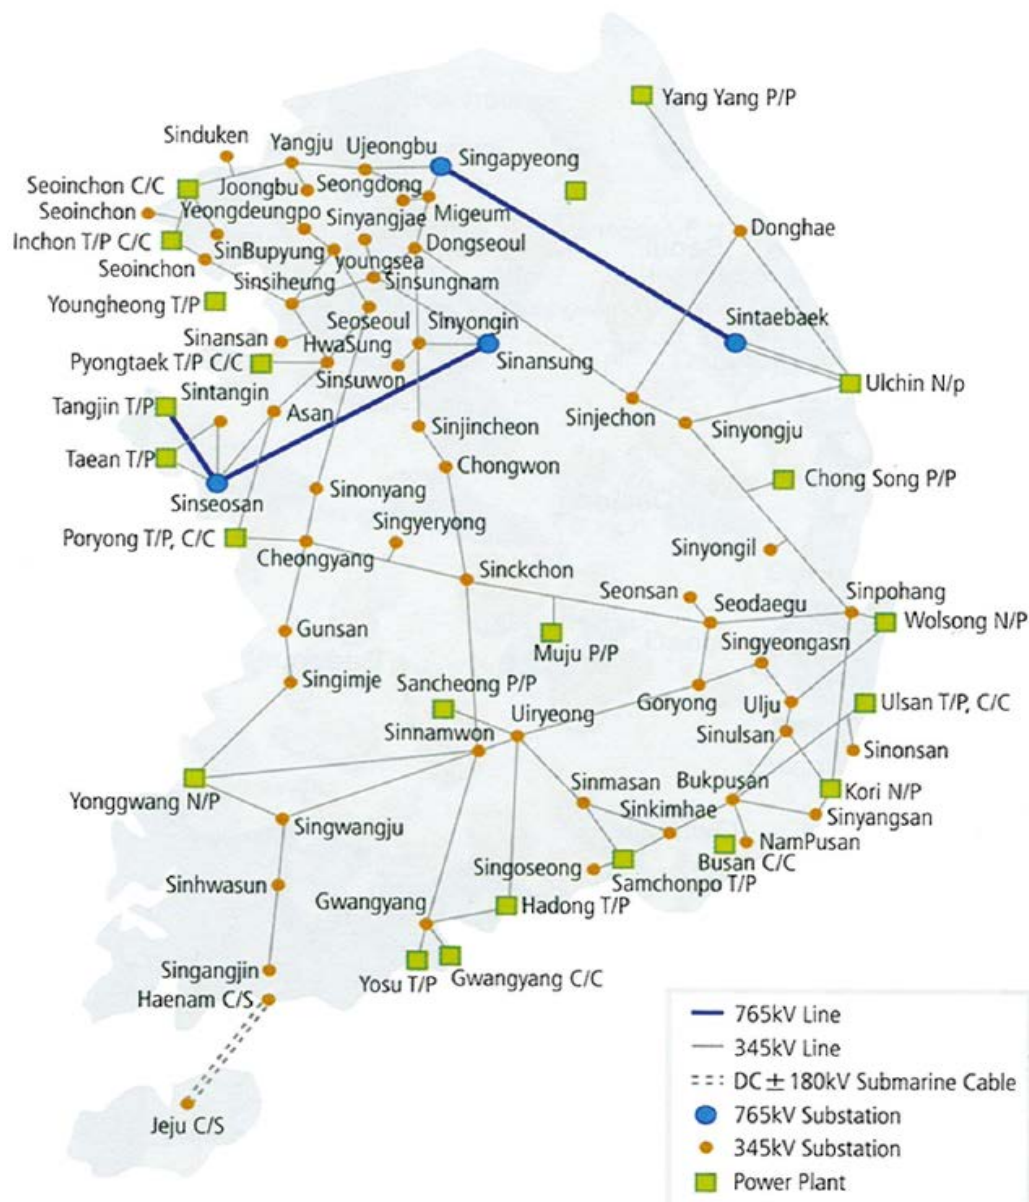 Yang Yang P/P
Sinduken
Yangju
Ujeongbu
Singapyeong
Seoinchon C/C
Joongbu
Seongdong
Seoinchon
Yeongdeungpo
Sinyangjae
Migeum
Donghae
Inchon T/P C/C
SinBupyung
youngsea
Dongseoul
Seoinchon
Sinsiheung
Sinsungnam
Youngheong T/P
Seoseoul
Sinyongin
Sintaebaek
Sinansan
HwaSung
Sinansung
Pyongtaek T/P C/C
Sinsuwon
Ulchin N/p
Sintangin
Tangjin T/P
Asan
Sinjincheon
Sinjechon
Sinyongju
Taean T/P
Chongwon
Chong Song P/P
Sinseosan
Sinonyang
Singyeryong
Poryong T/P, C/C
Cheongyang
Sinyongil
Sinckchon
Seonsan
Seodaegu
Sinpohang
Wolsong N/P
Gunsan
Muju P/P
Singyeongasn
Singimje
Sancheong P/P
Goryong
Ulju
Ulsan T/P, C/C
Uiryeong
Sinnamwon
Sinulsan
Sinonsan
Yonggwang N/P
Sinmasan
Bukpusan
Kori N/P
Sinkimhae
Sinyangsan
Singwangju
NamPusan
Busan C/C
Singoseong
Samchonpo T/P
Sinhwasun
Gwangyang
Hadong T/P
Singangjin
Yosu T/P
Gwangyang C/C
Haenam C/S
Jeju C/S
765kV Line
345kV Line
DC ± 180kV Submarine Cable
765kV Substation
345kV Substation
Power Plant